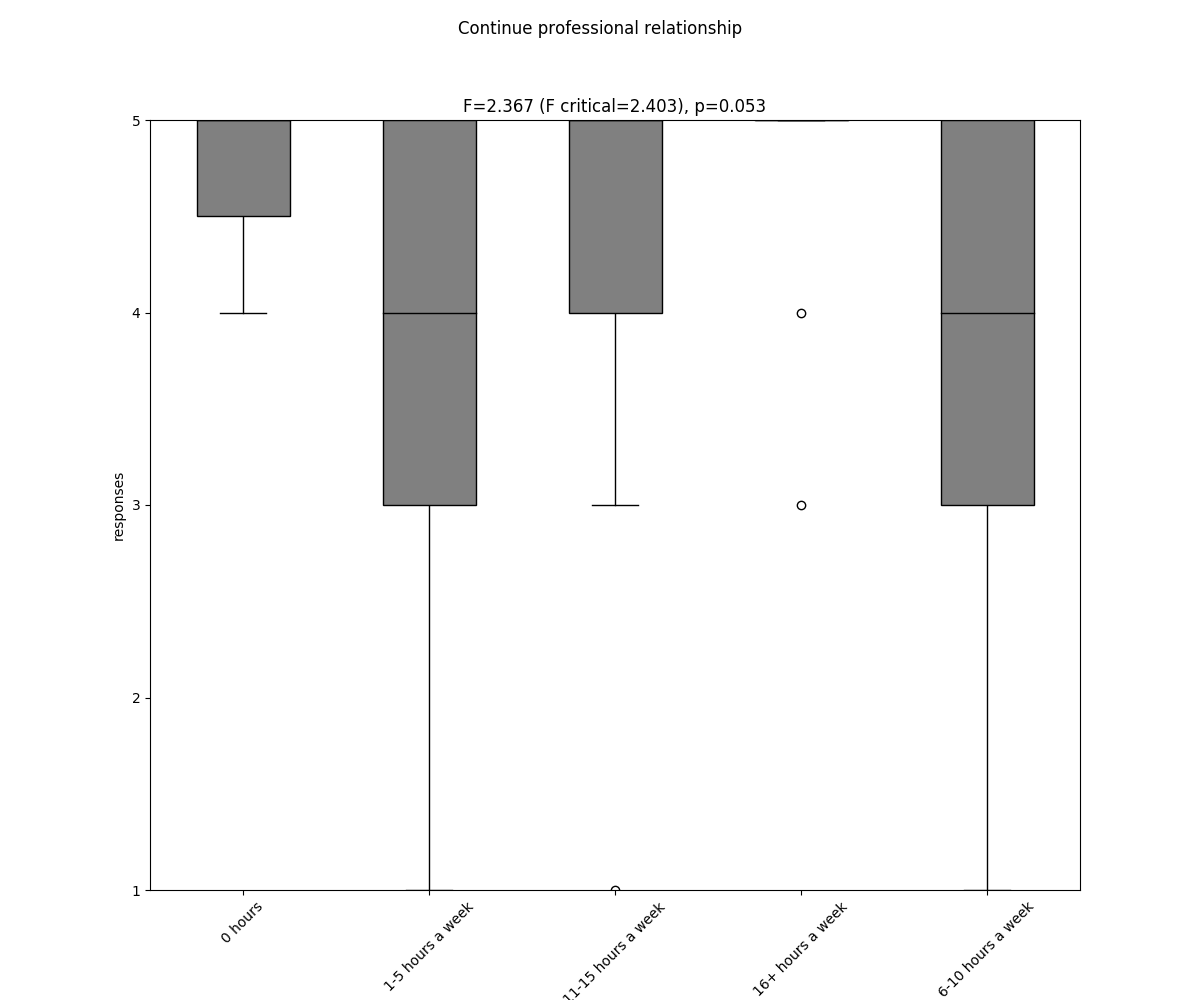 Continue professional relationship
F=2.367 (F critical=2.403), p=0.053
5
4
3
2
1
responses
0 hours
1-5 hours a week
11-15 hours a week
16+ hours a week
6-10 hours a week